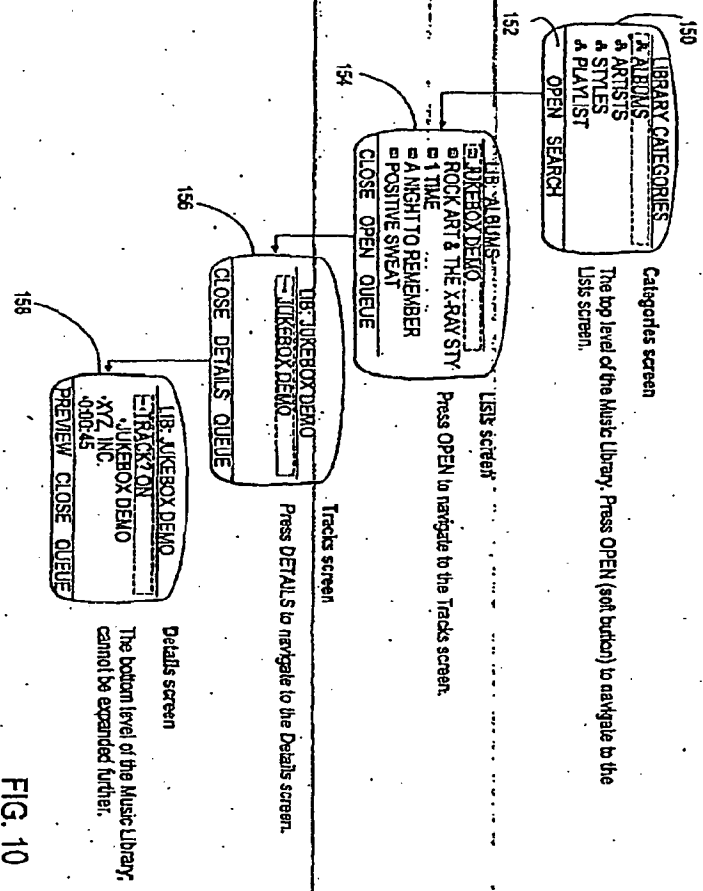 150
LIBRARY CATEGORIES
ALBUMS
ARTISTS
STYLES
PLAYLIST
OPEN SEARCH
152
Catagories screen
The top level of the Music Library. Press OPEN (soft button) to navigate to the
Lists screen.
LIB: ALBUMS
JUKEBOX DEMO
ROCK ART & THE X-RAY STY
1 TIME
A NIGHT TO REMEMBER
POSITIVE SWEAT
CLOSE OPEN QUEUE
154
Lists screen
Press OPEN to navigate to the Tracks screen.
LIB: JUKEBOX DEMO
JUKEBOX DEMO
CLOSE DETAILS QUEUE
156
Tracks screen
Press DETAILS to navigate to the Details screen.
LIB: JUKEBOX DEMO
TRACK? ON
JUKEBOX DEMO
XYZ, INC.
0:00:45
PREVIEW CLOSE QUEUE
158
Details screen
The bottom level of the Music Library;
cannot be expanded further.
FIG. 10